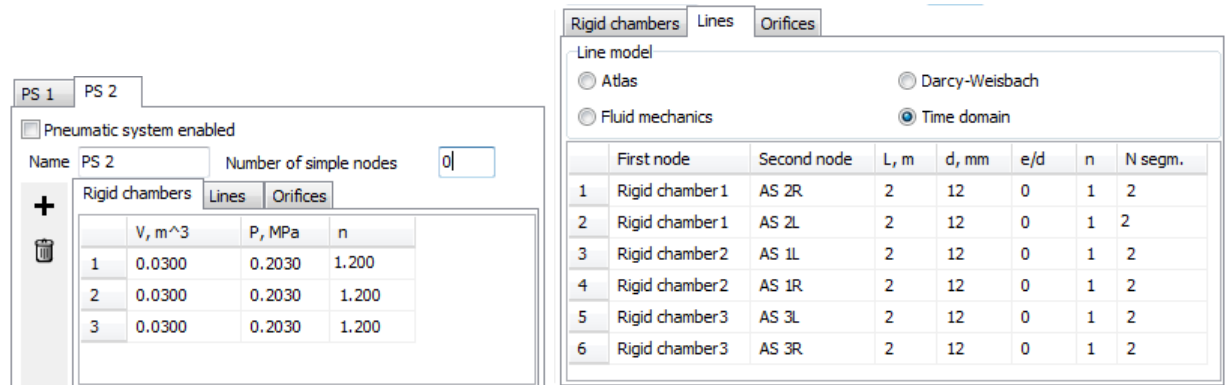 PS 1 PS 2
Pneumatic system enabled
Name PS 2 Number of simple nodes 0
Rigid chambers Lines Orifices
V, m^3 P, MPa n
1 0.0300 0.2030 1.200
2 0.0300 0.2030 1.200
3 0.0300 0.2030 1.200
Rigid chambers Lines Orifices
Line model
Atlas Darcy-Weisbach
Fluid mechanics Time domain
First node Second node L, m d, mm e/d n N segm.
1 Rigid chamber1 AS 2R 2 12 0 1 2
2 Rigid chamber1 AS 2L 2 12 0 1 2
3 Rigid chamber2 AS 1L 2 12 0 1 2
4 Rigid chamber2 AS 1R 2 12 0 1 2
5 Rigid chamber3 AS 3L 2 12 0 1 2
6 Rigid chamber3 AS 3R 2 12 0 1 2